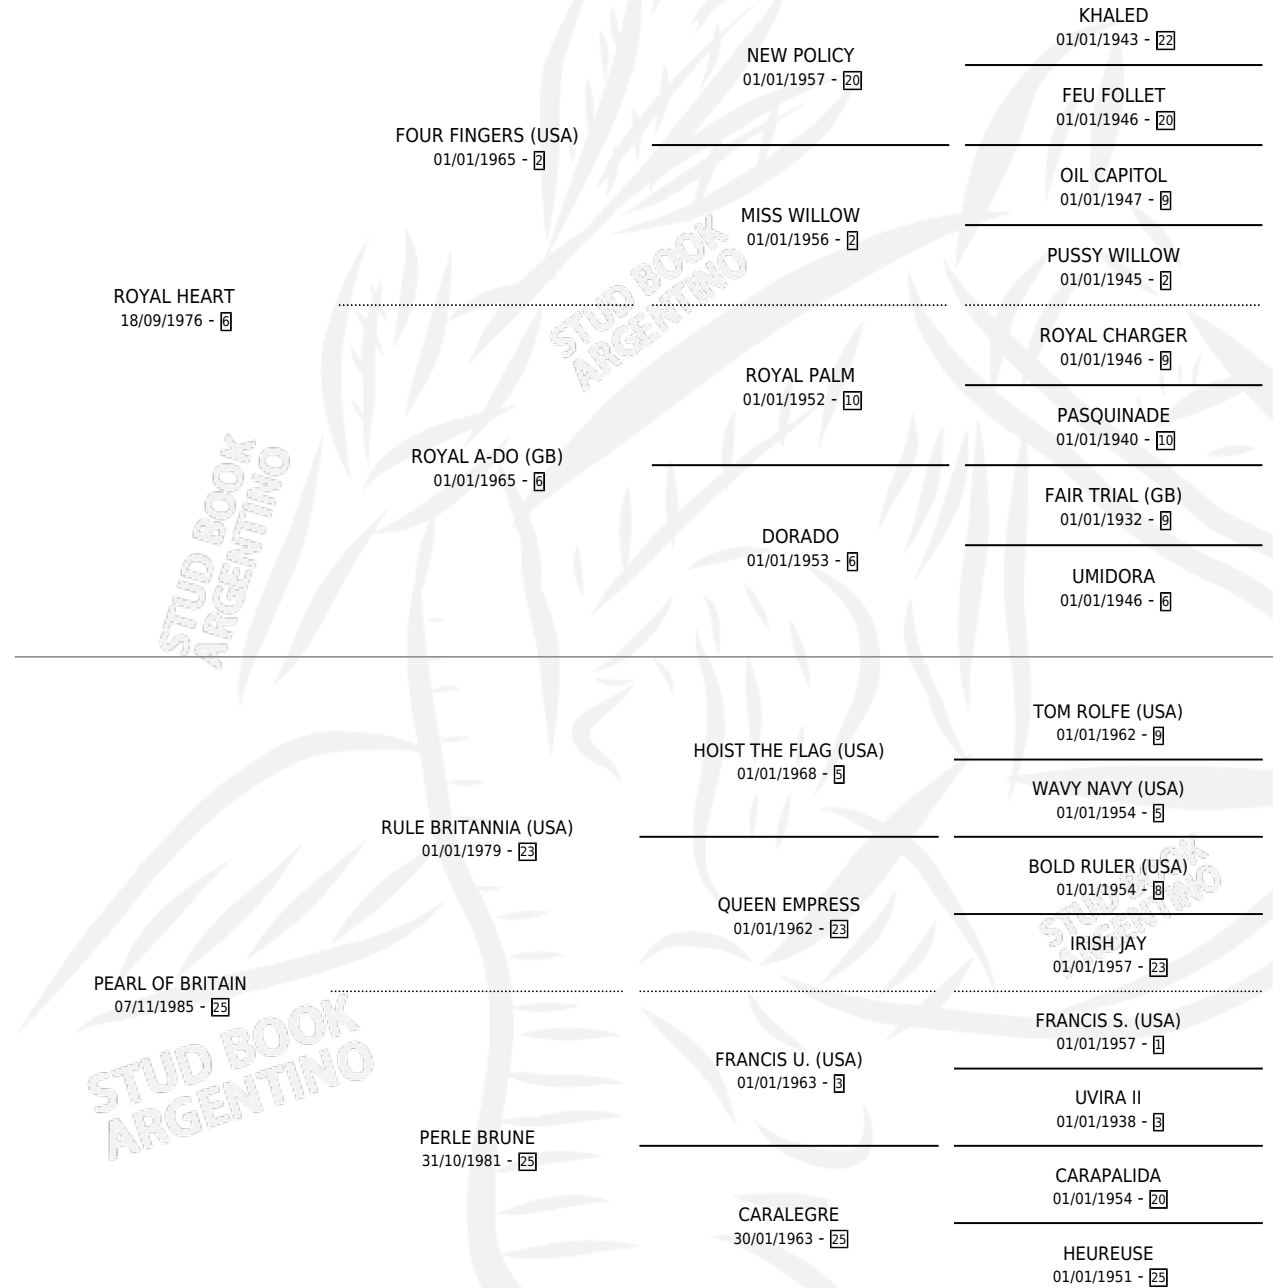 KHALED
01/01/1943 - 22
NEW POLICY
01/01/1957 - 20
FEU FOLLET
01/01/1946 - 20
FOUR FINGERS (USA)
01/01/1965 - 2
OIL CAPITOL
01/01/1947 - 9
MISS WILLOW
01/01/1956 - 2
PUSSY WILLOW
01/01/1945 - 2
ROYAL HEART
18/09/1976 - 6
ROYAL CHARGER
01/01/1946 - 9
ROYAL PALM
01/01/1952 - 10
PASQUINADE
01/01/1940 - 10
ROYAL A-DO (GB)
01/01/1965 - 6
FAIR TRIAL (GB)
01/01/1932 - 9
DORADO
01/01/1953 - 6
UMIDORA
01/01/1946 - 6
TOM ROLFE (USA)
01/01/1962 - 9
HOIST THE FLAG (USA)
01/01/1968 - 5
WAVY NAVY (USA)
01/01/1954 - 5
RULE BRITANNIA (USA)
01/01/1979 - 23
BOLD RULER (USA)
01/01/1954 - 8
QUEEN EMPRESS
01/01/1962 - 23
IRISH JAY
01/01/1957 - 23
PEARL OF BRITAIN
07/11/1985 - 25
FRANCIS S. (USA)
01/01/1957 - 1
FRANCIS U. (USA)
01/01/1963 - 3
UVIRA II
01/01/1938 - 3
PERLE BRUNE
31/10/1981 - 25
CARAPALIDA
01/01/1954 - 20
CARALEGRE
30/01/1963 - 25
HEUREUSE
01/01/1951 - 25
STUD BOOK
ARGENTINO
STUD BOOK
ARGENTINO
STUD BOOK
ARGENTINO
STUD BOOK
ARGENTINO